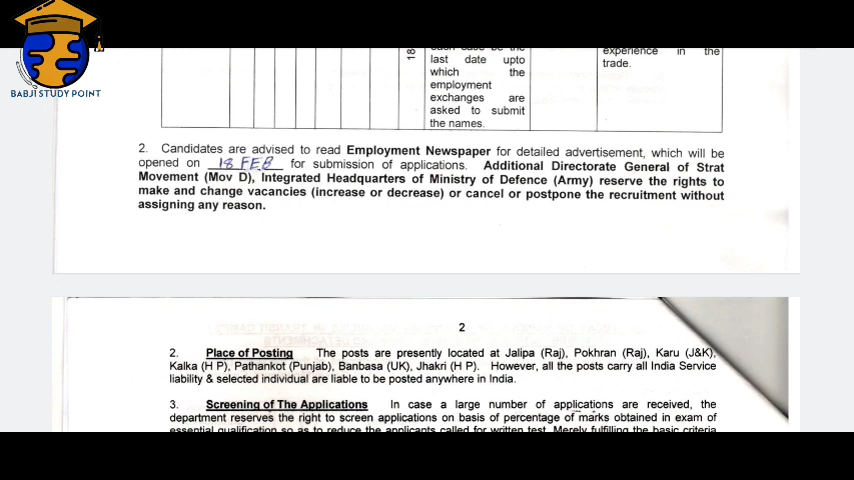 BABJI STUDY POINT
18
last date upto
which the
employment
exchanges are
asked to submit
the names.
experience in the
trade.
2. Candidates are advised to read Employment Newspaper for detailed advertisement, which will be
opened on 18 FEB for submission of applications. Additional Directorate General of Strat
Movement (Mov D), Integrated Headquarters of Ministry of Defence (Army) reserve the rights to
make and change vacancies (increase or decrease) or cancel or postpone the recruitment without
assigning any reason.
2
2. Place of Posting The posts are presently located at Jalipa (Raj), Pokhran (Raj), Karu (J&K),
Kalka (H P), Pathankot (Punjab), Banbasa (UK), Jhakri (H P). However, all the posts carry all India Service
liability & selected individual are liable to be posted anywhere in India.
3. Screening of The Applications In case a large number of applications are received, the
department reserves the right to screen applications on basis of percentage of marks obtained in exam of
essential qualification so as to reduce the applicants called for written test. Merely fulfilling the basic criteria